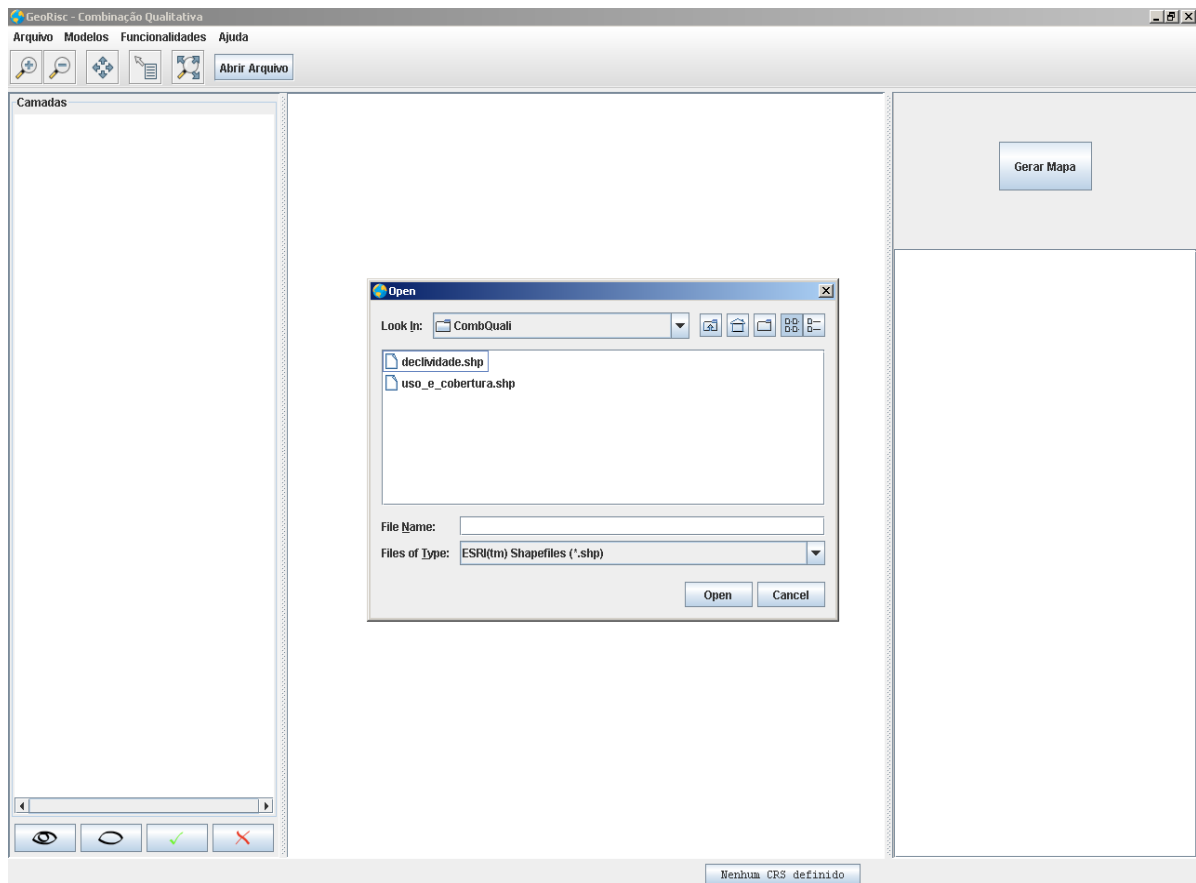 GeoRisc - Combinação Qualitativa
Arquivo Modelos Funcionalidades Ajuda
Abrir Arquivo
Camadas
Gerar Mapa
Open
Look In: CombQuali
declividade.shp
uso_e_cobertura.shp
File Name:
Files of Type: ESRI(tm) Shapefiles (*.shp)
Open Cancel
Nenhum CRS definido